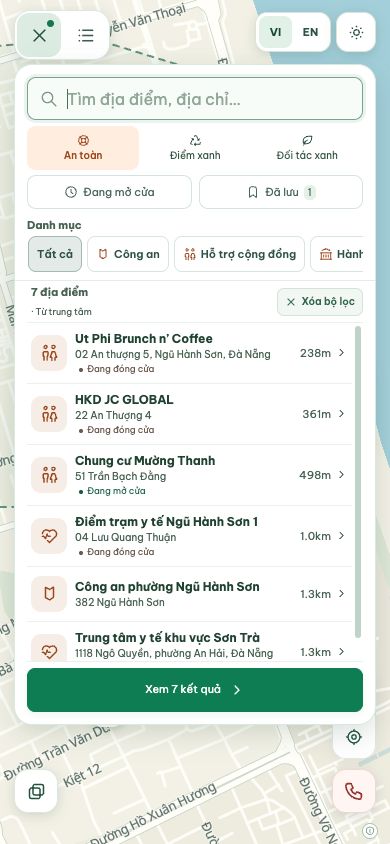 yễn Văn Thoại
VI
EN
Tìm địa điểm, địa chỉ...
An toàn
Điểm xanh
Đối tác xanh
Đang mở cửa
Đã lưu 1
Danh mục
Tất cả
Công an
Hỗ trợ cộng đồng
Hành
7 địa điểm
· Từ trung tâm
Xóa bộ lọc
Ut Phi Brunch n' Coffee
02 An thượng 5, Ngũ Hành Sơn, Đà Nẵng
• Đang đóng cửa
238m
HKD JC GLOBAL
22 An Thượng 4
• Đang đóng cửa
361m
Chung cư Mường Thanh
51 Trần Bạch Đằng
• Đang mở cửa
498m
Điểm trạm y tế Ngũ Hành Sơn 1
04 Lưu Quang Thuận
• Đang đóng cửa
1.0km
Công an phường Ngũ Hành Sơn
382 Ngũ Hành Sơn
1.3km
Trung tâm y tế khu vực Sơn Trà
1118 Ngô Quyền, phường An Hải, Đà Nẵng
1.3km
Xem 7 kết quả
Đường Trần Văn Dư
Kiệt 12
Đường Hồ Xuân Hương
Đường Võ N